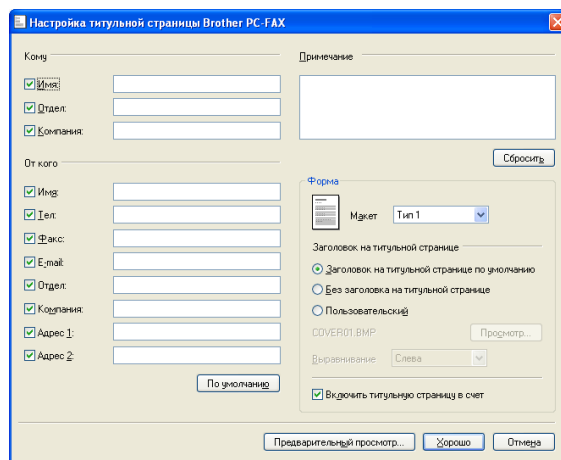 Настройка титульной страницы Brother PC-FAX
Кому
Имя:
Отдел:
Компания:
От кого
Имя:
Тел:
Факс:
E-mail:
Отдел:
Компания:
Адрес 1:
Адрес 2:
По умолчанию
Примечание
Сбросить
Форма
Макет
Тип 1
Заголовок на титульной странице
Заголовок на титульной странице по умолчанию
Без заголовка на титульной странице
Пользовательский
COVER01.BMP
Просмотр...
Выравнивание
Слева
Включить титульную страницу в счет
Предварительный просмотр...
Хорошо
Отмена